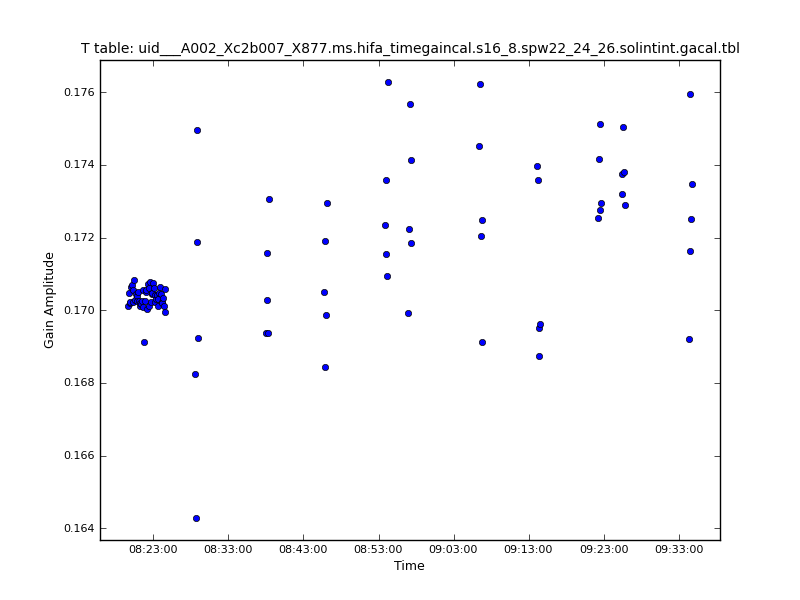 T table: uid___A002_Xc2b007_X877.ms.hifa_timegaincal.s16_8.spw22_24_26.solintint.gacal.tbl
0.176
0.174
0.172
Gain Amplitude
0.170
0.168
0.166
0.164
08:23:00 08:33:00 08:43:00 08:53:00 09:03:00 09:13:00 09:23:00 09:33:00
Time